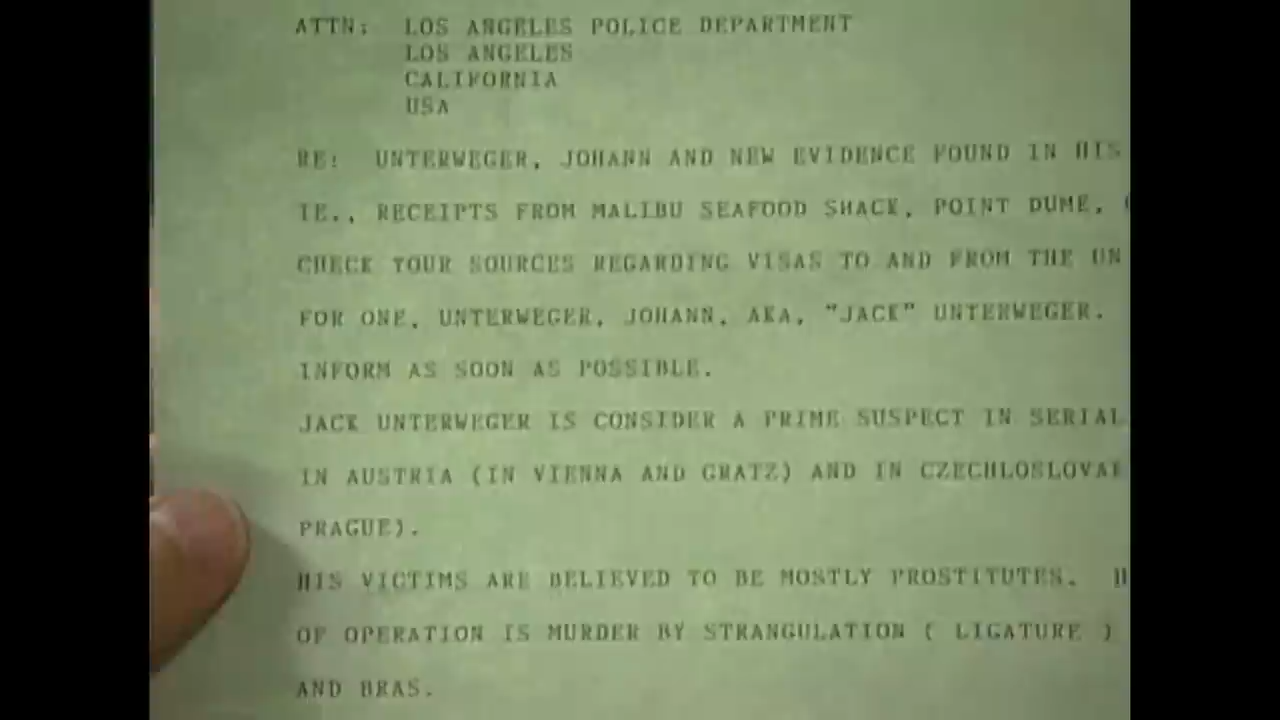 ATTN: LOS ANGELES POLICE DEPARTMENT
LOS ANGELES
CALIFORNIA
USA
RE: UNTERWEGER, JOHANN AND NEW EVIDENCE FOUND IN HIS
IE., RECEIPTS FROM MALIBU SEAFOOD SHACK, POINT DUME,
CHECK YOUR SOURCES REGARDING VISAS TO AND FROM THE UN
FOR ONE, UNTERWEGER, JOHANN, AKA, "JACK" UNTERWEGER.
INFORM AS SOON AS POSSIBLE.
JACK UNTERWEGER IS CONSIDER A PRIME SUSPECT IN SERIAL
IN AUSTRIA (IN VIENNA AND GRATZ) AND IN CZECHLOSLOVAK
PRAGUE).
HIS VICTIMS ARE BELIEVED TO BE MOSTLY PROSTITUTES. H
OF OPERATION IS MURDER BY STRANGULATION ( LIGATURE )
AND BRAS.